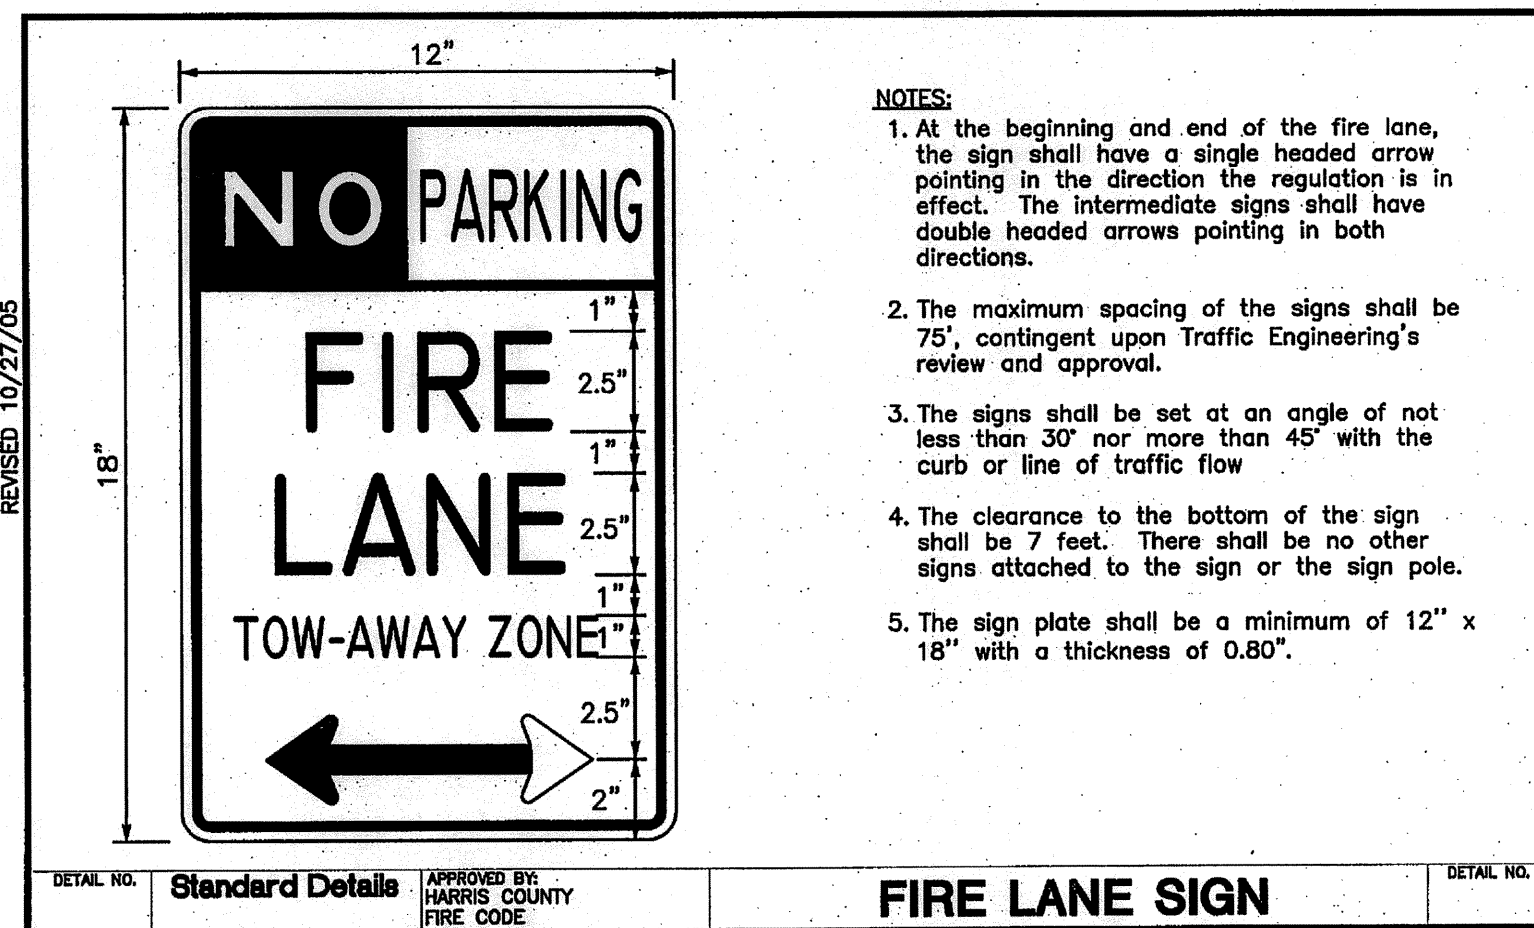 12"
NO PARKING
1"
FIRE
2.5"
1"
LANE
2.5"
1"
TOW-AWAY ZONE
1"
2.5"
2"
18"
REVISED 10/27/05
NOTES:
1. At the beginning and end of the fire lane,
the sign shall have a single headed arrow
pointing in the direction the regulation is in
effect. The intermediate signs shall have
double headed arrows pointing in both
directions.
2. The maximum spacing of the signs shall be
75', contingent upon Traffic Engineering's
review and approval.
3. The signs shall be set at an angle of not
less than 30° nor more than 45° with the
curb or line of traffic flow
4. The clearance to the bottom of the sign
shall be 7 feet. There shall be no other
signs attached to the sign or the sign pole.
5. The sign plate shall be a minimum of 12" x
18" with a thickness of 0.80".
DETAIL NO.
Standard Details
APPROVED BY:
HARRIS COUNTY
FIRE CODE
FIRE LANE SIGN
DETAIL NO.